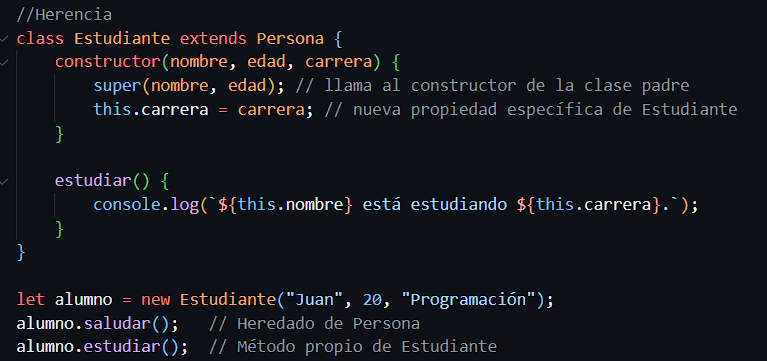 //Herencia
class Estudiante extends Persona {
    constructor(nombre, edad, carrera) {
        super(nombre, edad); // llama al constructor de la clase padre
        this.carrera = carrera; // nueva propiedad específica de Estudiante
    }

    estudiar() {
        console.log(`${this.nombre} está estudiando ${this.carrera}.`);
    }
}

let alumno = new Estudiante("Juan", 20, "Programación");
alumno.saludar();   // Heredado de Persona
alumno.estudiar();  // Método propio de Estudiante